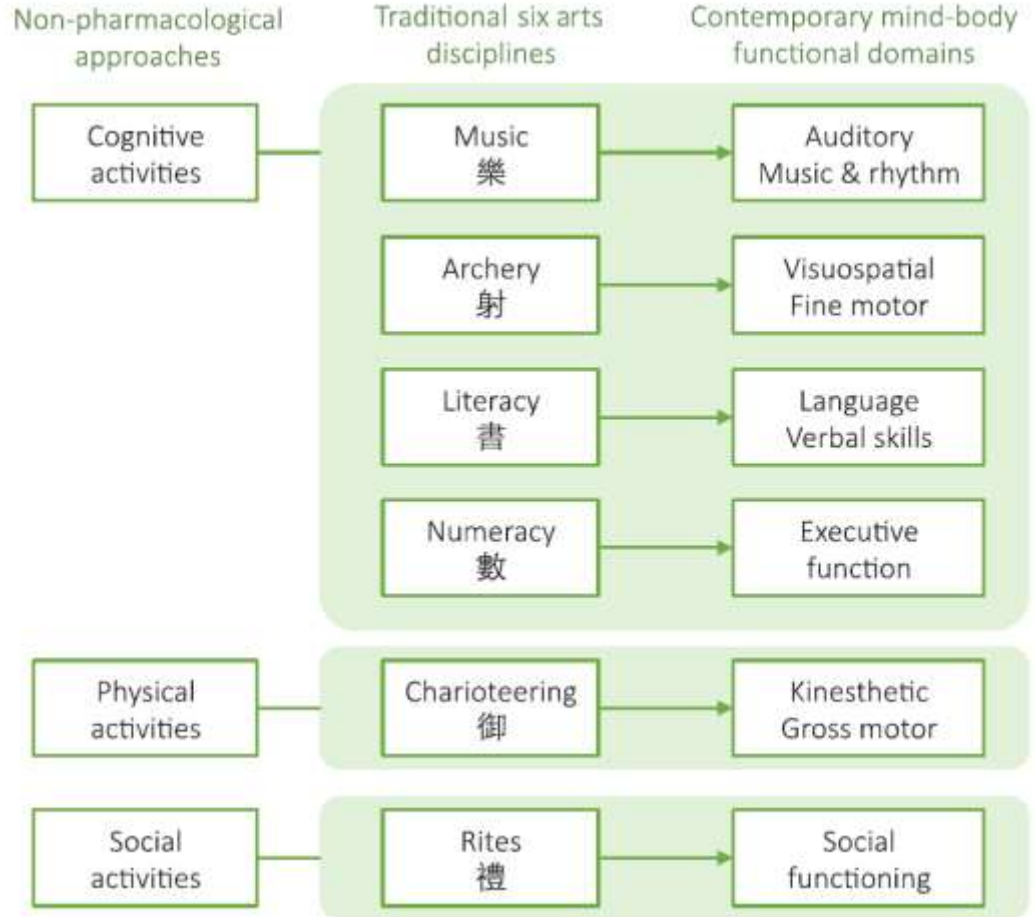 Non-pharmacological
approaches
Traditional six arts
disciplines
Contemporary mind-body
functional domains
Cognitive
activities
Music
樂
Auditory
Music & rhythm
Archery
射
Visuospatial
Fine motor
Literacy
書
Language
Verbal skills
Numeracy
數
Executive
function
Physical
activities
Charioteering
御
Kinesthetic
Gross motor
Social
activities
Rites
禮
Social
functioning